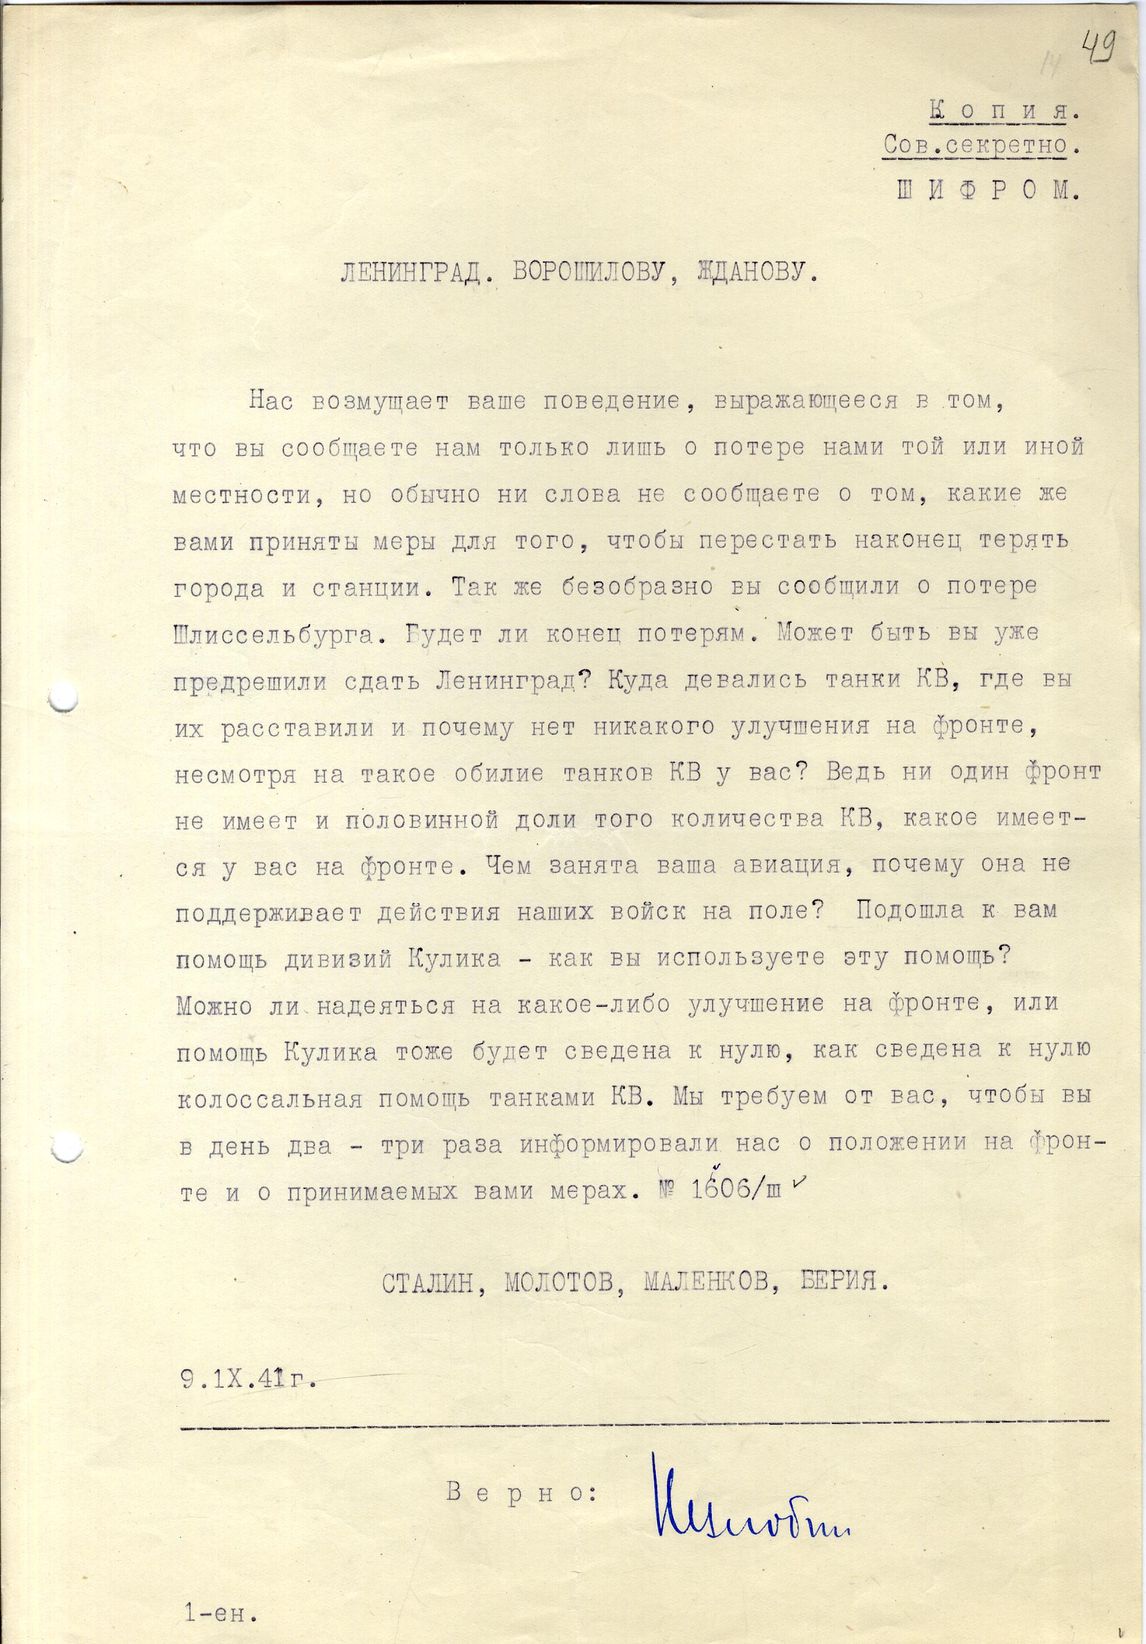 49
14
К о п и я.
Сов.секретно.
Ш И Ф Р О М.
ЛЕНИНГРАД. ВОРОШИЛОВУ, ЖДАНОВУ.
Нас возмущает ваше поведение, выражающееся в том,
что вы сообщаете нам только лишь о потере нами той или иной
местности, но обычно ни слова не сообщаете о том, какие же
вами приняты меры для того, чтобы перестать наконец терять
города и станции. Так же безобразно вы сообщили о потере
Шлиссельбурга. Будет ли конец потерям. Может быть вы уже
предрешили сдать Ленинград? Куда девались танки КВ, где вы
их расставили и почему нет никакого улучшения на фронте,
несмотря на такое обилие танков КВ у вас? Ведь ни один фронт
не имеет и половинной доли того количества КВ, какое имеет-
ся у вас на фронте. Чем занята ваша авиация, почему она не
поддерживает действия наших войск на поле? Подошла к вам
помощь дивизий Кулика - как вы используете эту помощь?
Можно ли надеяться на какое-либо улучшение на фронте, или
помощь Кулика тоже будет сведена к нулю, как сведена к нулю
колоссальная помощь танками КВ. Мы требуем от вас, чтобы вы
в день два - три раза информировали нас о положении на фрон-
те и о принимаемых вами мерах. № 1606/ш
СТАЛИН, МОЛОТОВ, МАЛЕНКОВ, БЕРИЯ.
9.1X.41г.
В е р н о:
1-ен.